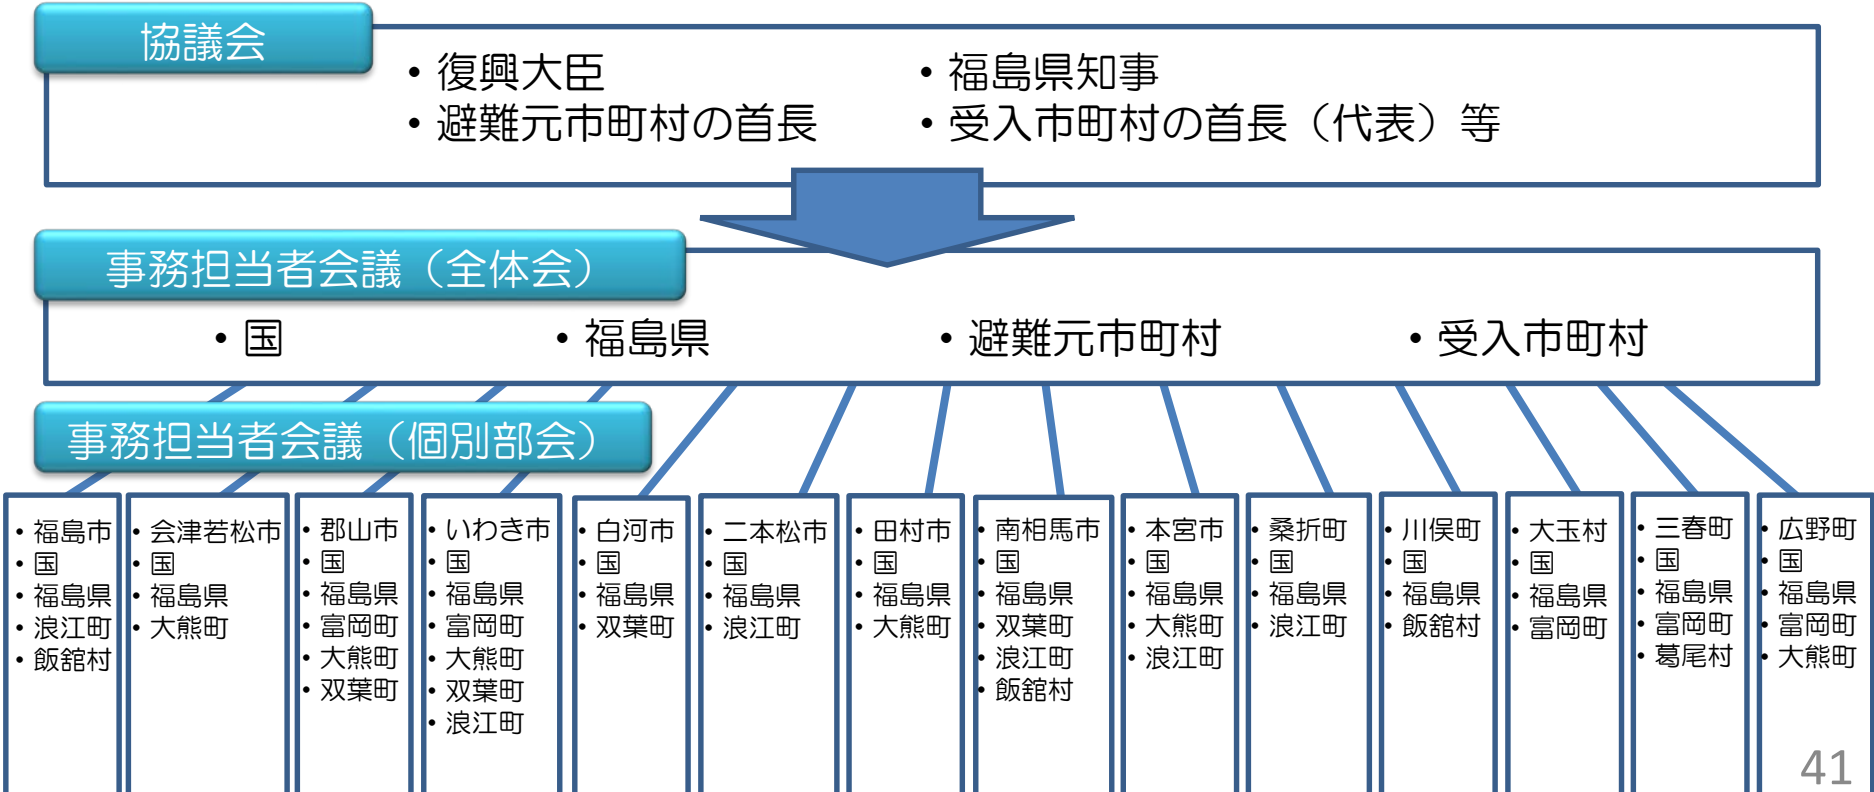 協議会
・復興大臣
・福島県知事
・避難元市町村の首長
・受入市町村の首長（代表）等
事務担当者会議（全体会）
・国
・福島県
・避難元市町村
・受入市町村
事務担当者会議（個別部会）
・福島市
・国
・福島県
・浪江町
・飯舘村
・会津若松市
・国
・福島県
・大熊町
・郡山市
・国
・福島県
・富岡町
・大熊町
・双葉町
・いわき市
・国
・福島県
・富岡町
・大熊町
・双葉町
・浪江町
・白河市
・国
・福島県
・双葉町
・二本松市
・国
・福島県
・浪江町
・田村市
・国
・福島県
・大熊町
・南相馬市
・国
・福島県
・双葉町
・浪江町
・飯舘村
・本宮市
・国
・福島県
・大熊町
・浪江町
・桑折町
・国
・福島県
・浪江町
・川俣町
・国
・福島県
・飯舘村
・大玉村
・国
・福島県
・富岡町
・三春町
・国
・福島県
・富岡町
・葛尾村
・広野町
・国
・福島県
・富岡町
・大熊町
41